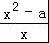 x² − a
x